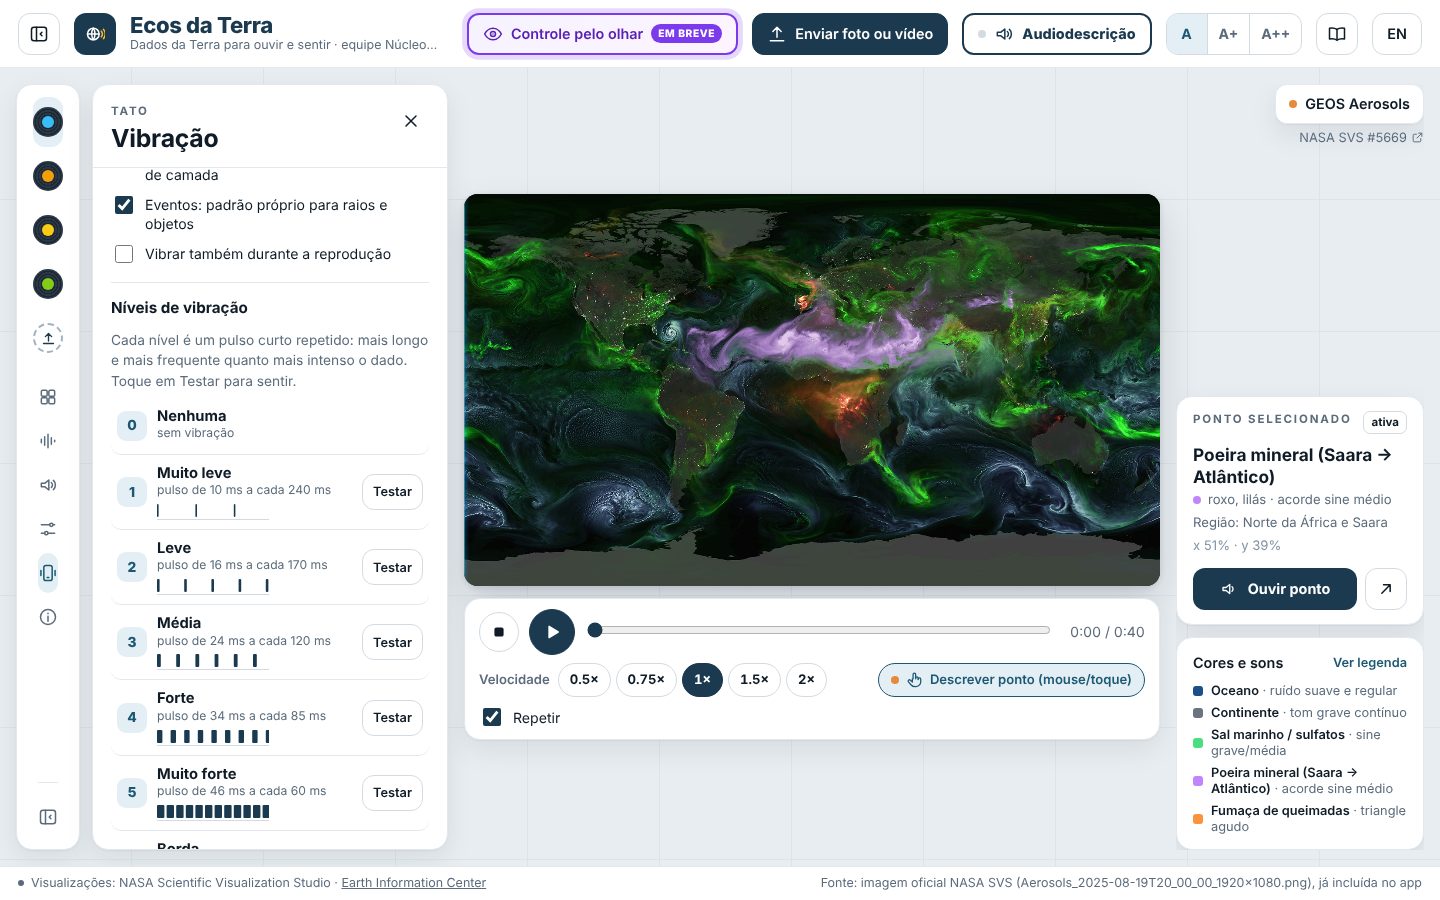 Ecos da Terra
Dados da Terra para ouvir e sentir · equipe Núcleo...
Controle pelo olhar EM BREVE
Enviar foto ou vídeo
Audiodescrição
A A+ A++
EN
TATO
Vibração
de camada
Eventos: padrão próprio para raios e
objetos
Vibrar também durante a reprodução
Níveis de vibração
Cada nível é um pulso curto repetido: mais longo
e mais frequente quanto mais intenso o dado.
Toque em Testar para sentir.
0 Nenhuma
sem vibração
1 Muito leve
pulso de 10 ms a cada 240 ms
Testar
2 Leve
pulso de 16 ms a cada 170 ms
Testar
3 Média
pulso de 24 ms a cada 120 ms
Testar
4 Forte
pulso de 34 ms a cada 85 ms
Testar
5 Muito forte
pulso de 46 ms a cada 60 ms
Testar
Borda
0:00 / 0:40
Velocidade 0.5× 0.75× 1× 1.5× 2×
Descrever ponto (mouse/toque)
Repetir
GEOS Aerosols
NASA SVS #5669
PONTO SELECIONADO ativa
Poeira mineral (Saara →
Atlântico)
roxo, lilás · acorde sine médio
Região: Norte da África e Saara
x 51% · y 39%
Ouvir ponto
Cores e sons Ver legenda
Oceano · ruído suave e regular
Continente · tom grave contínuo
Sal marinho / sulfatos · sine
grave/média
Poeira mineral (Saara →
Atlântico) · acorde sine médio
Fumaça de queimadas · triangle
agudo
Visualizações: NASA Scientific Visualization Studio · Earth Information Center
Fonte: imagem oficial NASA SVS (Aerosols_2025-08-19T20_00_00_1920×1080.png), já incluída no app